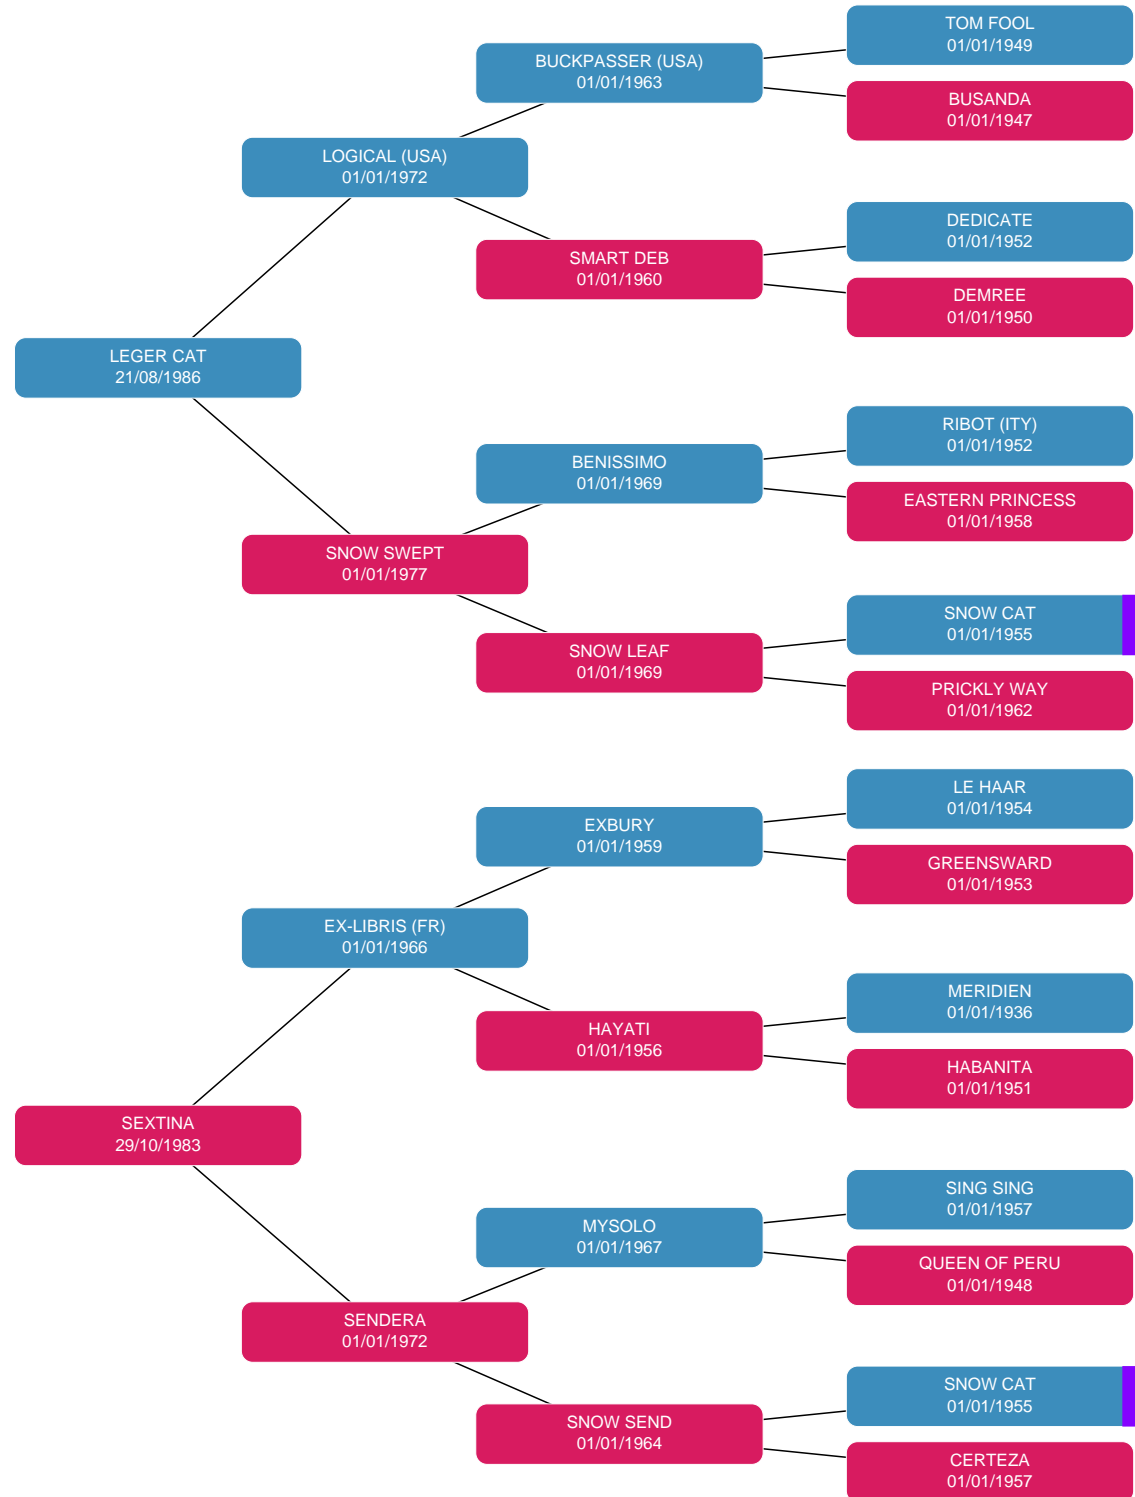 TOM FOOL
01/01/1949
BUCKPASSER (USA)
01/01/1963
BUSANDA
01/01/1947
LOGICAL (USA)
01/01/1972
DEDICATE
01/01/1952
SMART DEB
01/01/1960
DEMREE
01/01/1950
LEGER CAT
21/08/1986
RIBOT (ITY)
01/01/1952
BENISSIMO
01/01/1969
EASTERN PRINCESS
01/01/1958
SNOW SWEPT
01/01/1977
SNOW CAT
01/01/1955
SNOW LEAF
01/01/1969
PRICKLY WAY
01/01/1962
LE HAAR
01/01/1954
EXBURY
01/01/1959
GREENSWARD
01/01/1953
EX-LIBRIS (FR)
01/01/1966
MERIDIEN
01/01/1936
HAYATI
01/01/1956
HABANITA
01/01/1951
SEXTINA
29/10/1983
SING SING
01/01/1957
MYSOLO
01/01/1967
QUEEN OF PERU
01/01/1948
SENDERA
01/01/1972
SNOW CAT
01/01/1955
SNOW SEND
01/01/1964
CERTEZA
01/01/1957